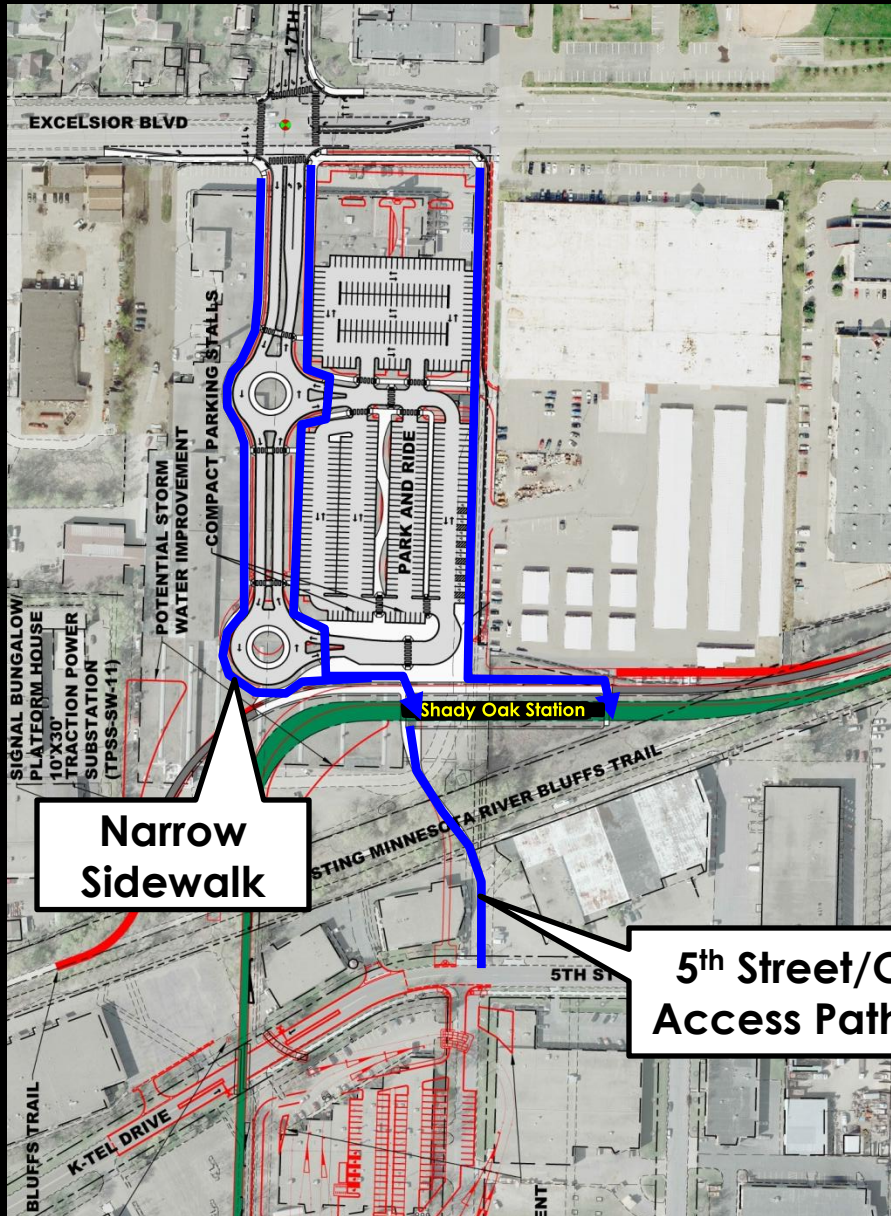 17TH
EXCELSIOR BLVD
COMPACT PARKING STALLS
POTENTIAL STORM
WATER IMPROVEMENT
PARK AND RIDE
SIGNAL BUNGALOW/
PLATFORM HOUSE
10'X30'
TRACTION POWER
SUBSTATION
(TPSS-SW-11)
Shady Oak Station
STING MINNESOTA RIVER BLUFFS TRAIL
Narrow
Sidewalk
5TH ST
5th Street/
Access Path
K-TEL DRIVE
BLUFFS TRAIL
ENT